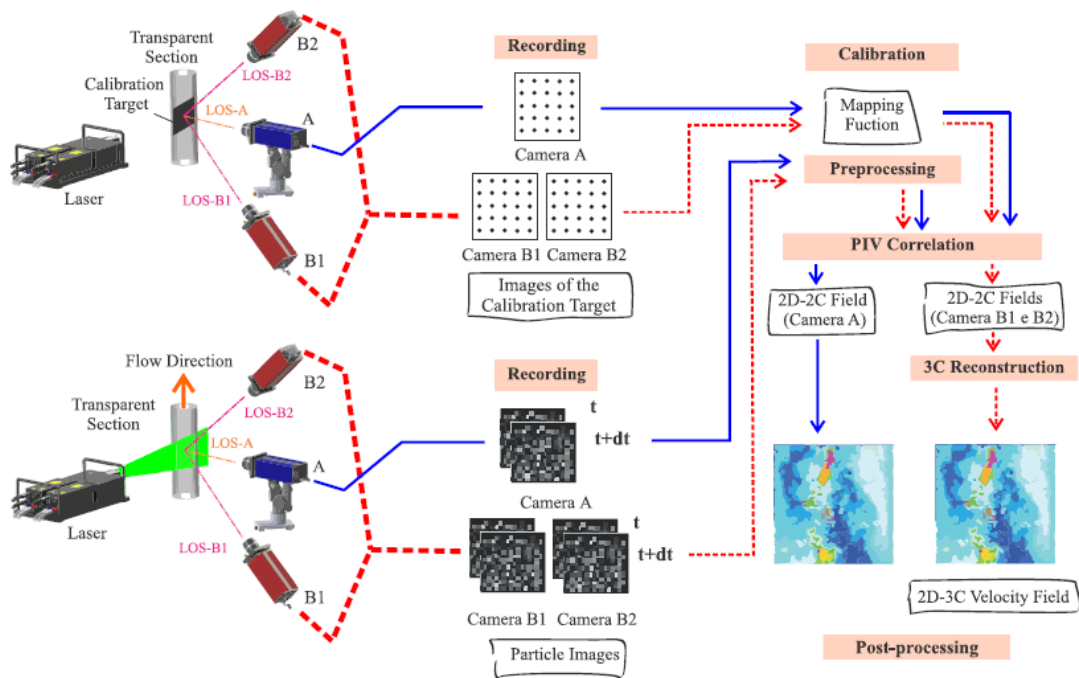 Transparent
Section
Calibration
Target
B2
LOS-B2
LOS-A
A
LOS-B1
Laser
B1
Recording
Camera A
Camera B1
Camera B2
Images of the
Calibration Target
Calibration
Mapping
Fuction
Preprocessing
PIV Correlation
2D-2C Field
(Camera A)
2D-2C Fields
(Camera B1 e B2)
3C Reconstruction
Flow Direction
Transparent
Section
B2
LOS-B2
LOS-A
A
LOS-B1
Laser
B1
Recording
t
t+dt
Camera A
t
t+dt
Camera B1
Camera B2
Particle Images
2D-3C Velocity Field
Post-processing